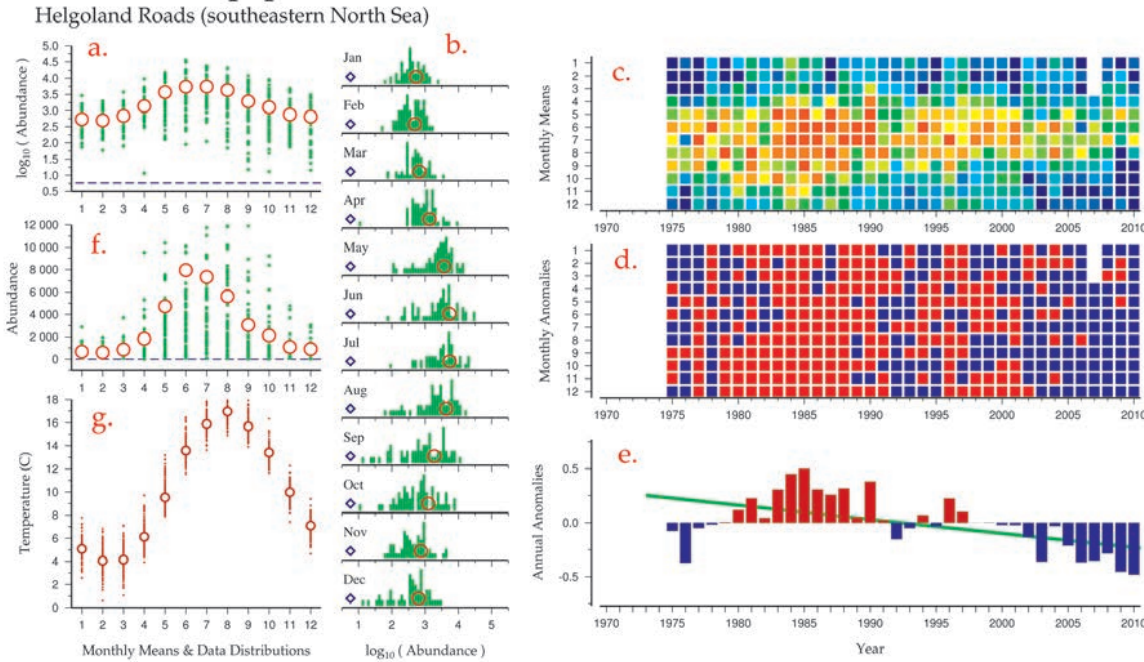 Helgoland Roads (southeastern North Sea)
a.
log₁₀ ( Abundance )
5.0
4.5
4.0
3.5
3.0
2.5
2.0
1.5
1.0
0.5
1 2 3 4 5 6 7 8 9 10 11 12
f.
Abundance
12 000
10 000
8 000
6 000
4 000
2 000
0
1 2 3 4 5 6 7 8 9 10 11 12
g.
Temperature (C)
18
16
14
12
10
8
6
4
2
0
1 2 3 4 5 6 7 8 9 10 11 12
Monthly Means & Data Distributions
b.
Jan
Feb
Mar
Apr
May
Jun
Jul
Aug
Sep
Oct
Nov
Dec
1 2 3 4 5
log₁₀ ( Abundance )
c.
Monthly Means
1
2
3
4
5
6
7
8
9
10
11
12
1970 1975 1980 1985 1990 1995 2000 2005 2010
d.
Monthly Anomalies
1
2
3
4
5
6
7
8
9
10
11
12
1970 1975 1980 1985 1990 1995 2000 2005 2010
e.
Annual Anomalies
0.5
0.0
-0.5
1970 1975 1980 1985 1990 1995 2000 2005 2010
Year